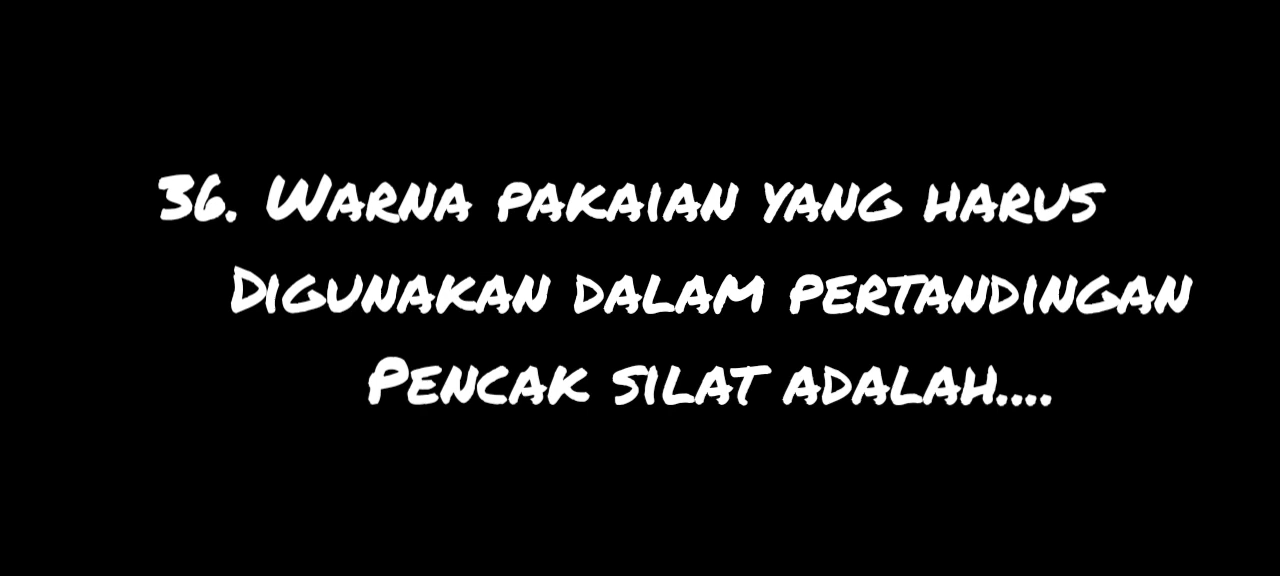 36. Warna pakaian yang harus
Digunakan dalam pertandingan
Pencak silat adalah....